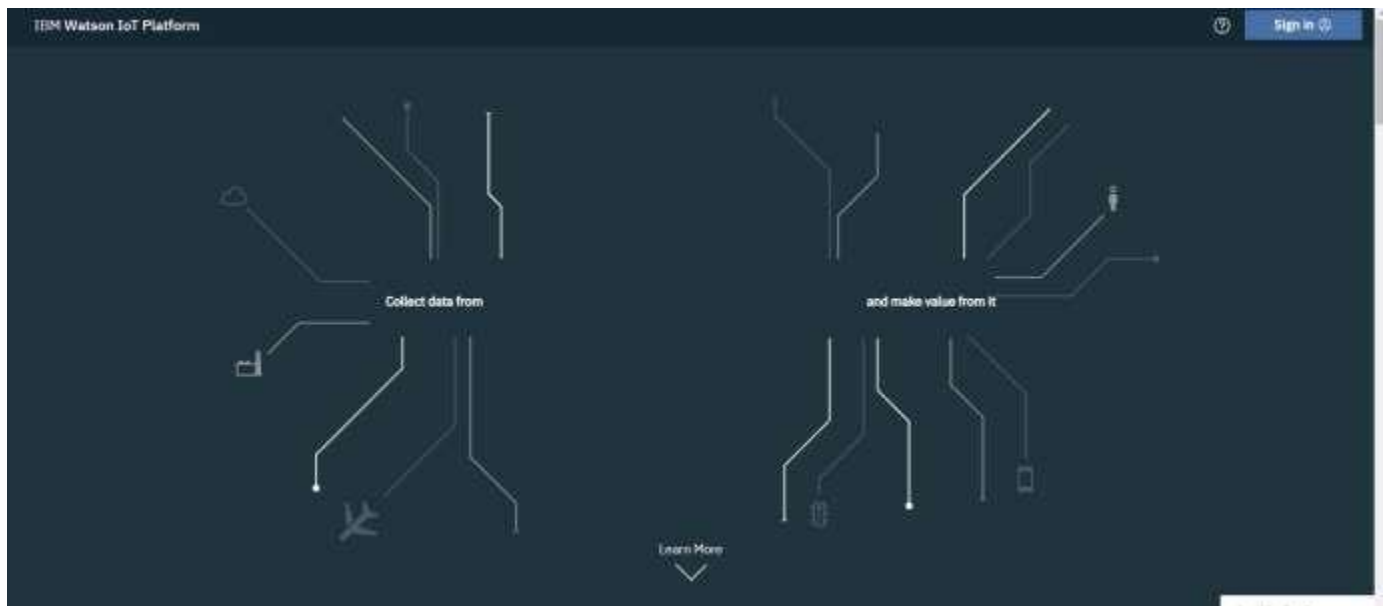 IBM Watson IoT Platform
Sign in
Collect data from
and make value from it
Learn More